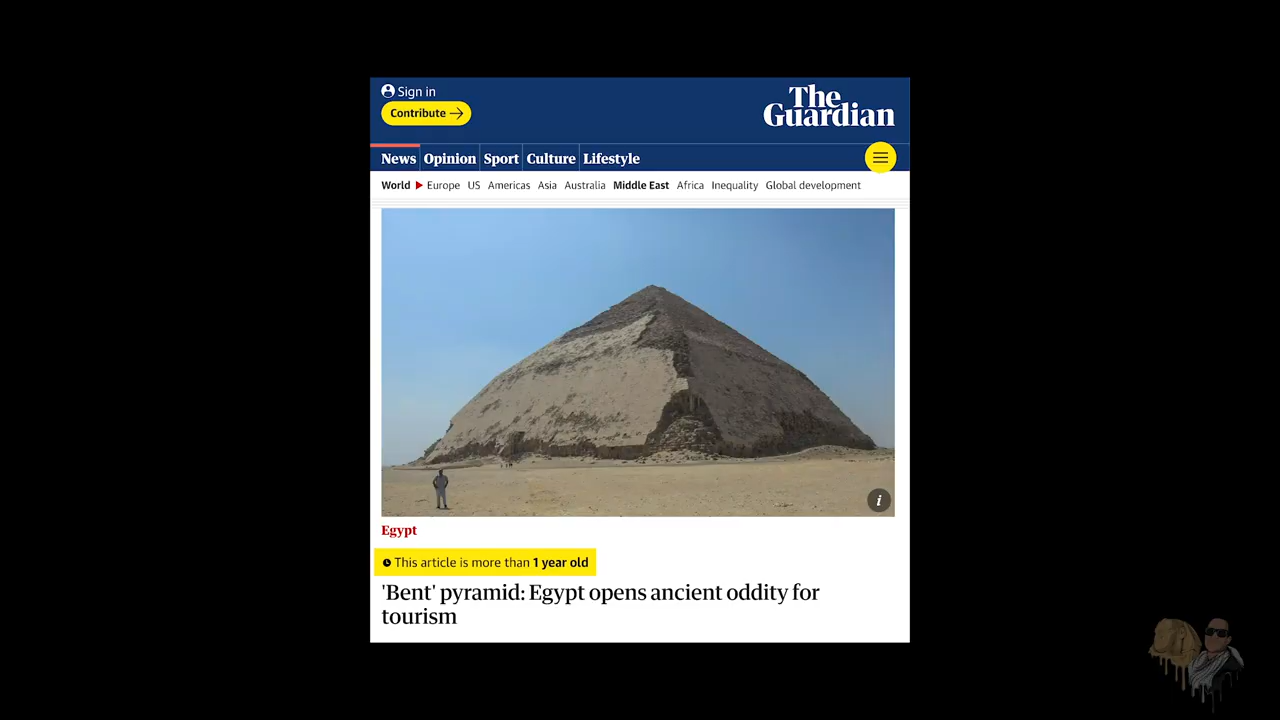 Sign in
Contribute →
The
Guardian
News Opinion Sport Culture Lifestyle
World Europe US Americas Asia Australia Middle East Africa Inequality Global development
i
Egypt
This article is more than 1 year old
'Bent' pyramid: Egypt opens ancient oddity for
tourism